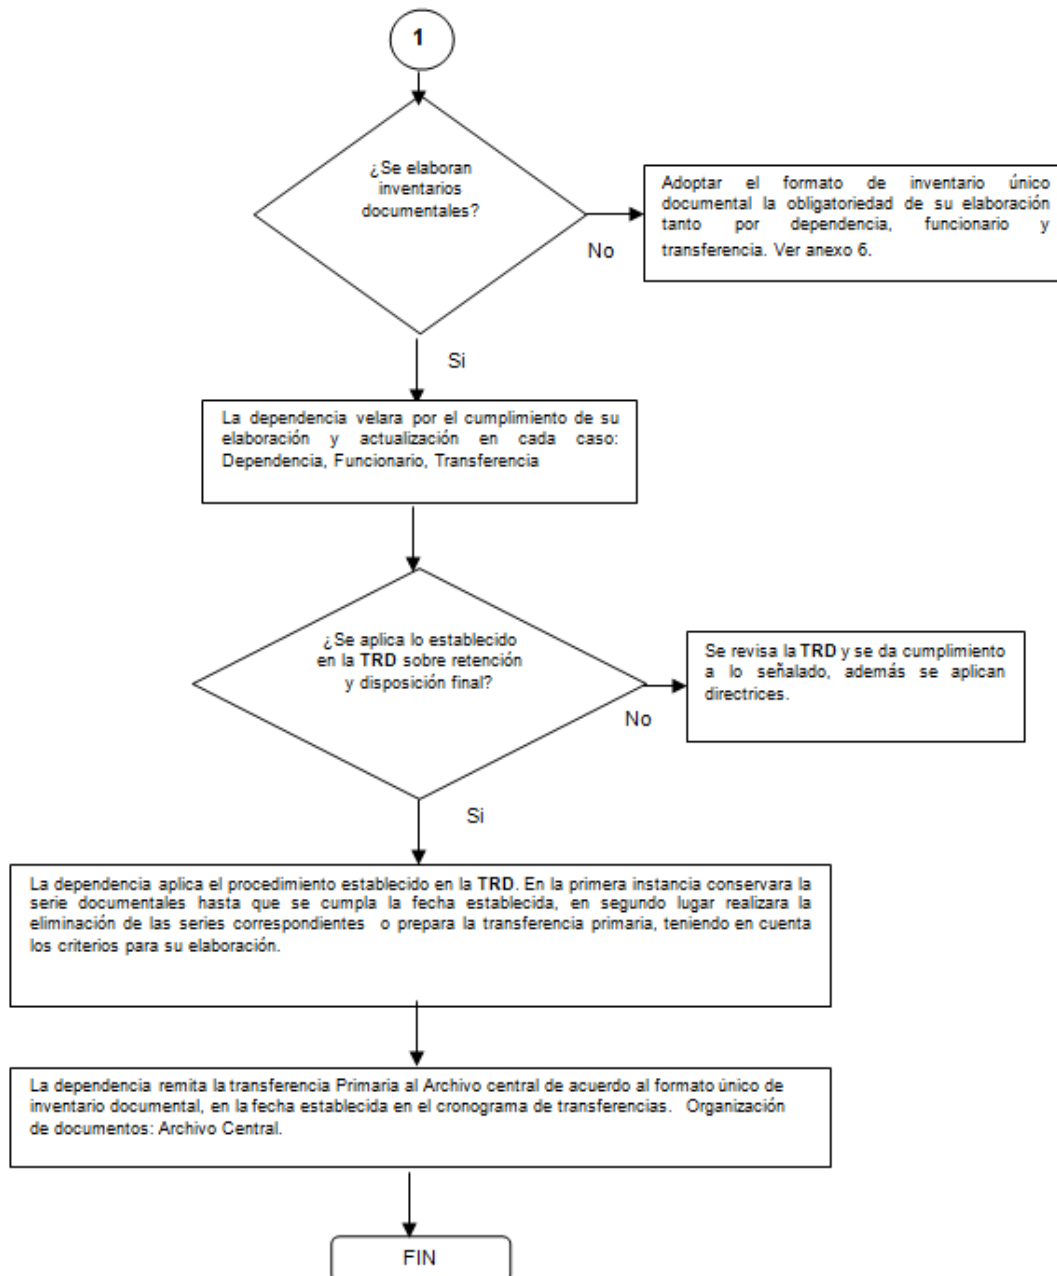 1
¿Se elaboran
inventarios
documentales?
Adoptar el formato de inventario único
documental la obligatoriedad de su elaboración
tanto por dependencia, funcionario y
transferencia. Ver anexo 6.
No
Si
La dependencia velara por el cumplimiento de su
elaboración y actualización en cada caso:
Dependencia, Funcionario, Transferencia
¿Se aplica lo establecido
en la TRD sobre retención
y disposición final?
Se revisa la TRD y se da cumplimiento
a lo señalado, además se aplican
directrices.
No
Si
La dependencia aplica el procedimiento establecido en la TRD. En la primera instancia conservara la
serie documentales hasta que se cumpla la fecha establecida, en segundo lugar realizara la
eliminación de las series correspondientes o prepara la transferencia primaria, teniendo en cuenta
los criterios para su elaboración.
La dependencia remita la transferencia Primaria al Archivo central de acuerdo al formato único de
inventario documental, en la fecha establecida en el cronograma de transferencias. Organización
de documentos: Archivo Central.
FIN